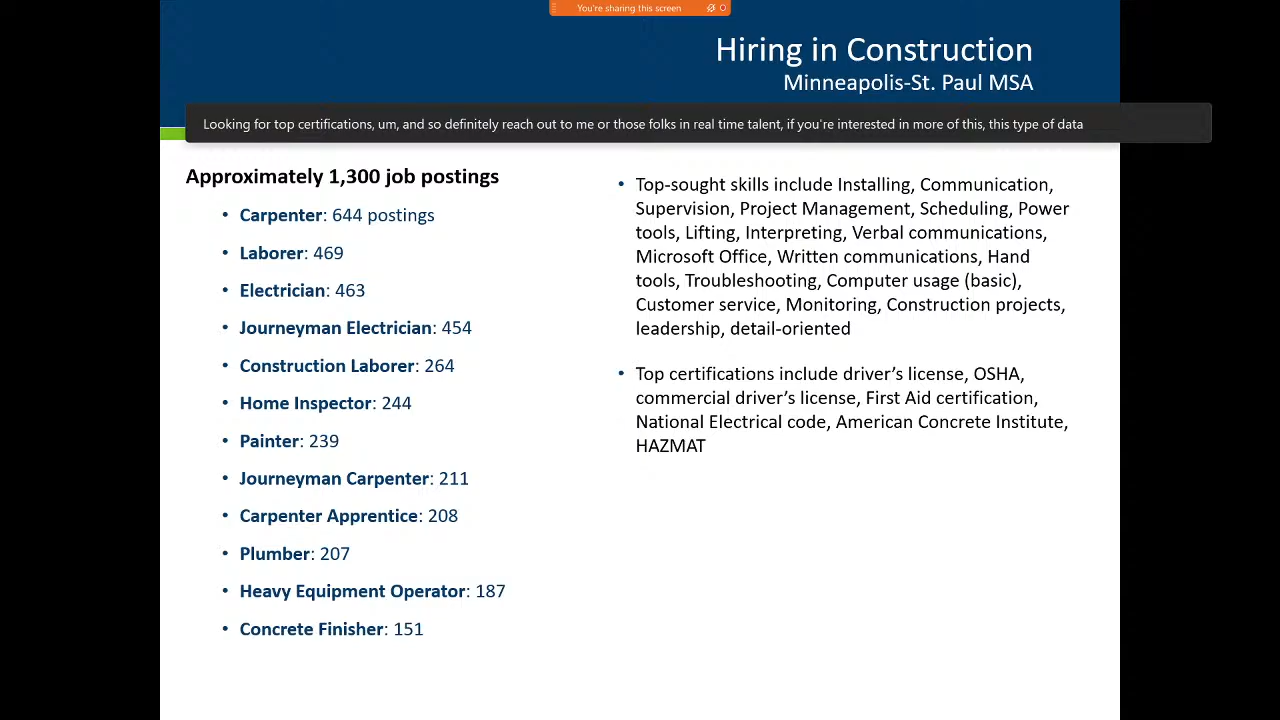 You're sharing this screen
Hiring in Construction
Minneapolis-St. Paul MSA
Looking for top certifications, um, and so definitely reach out to me or those folks in real time talent, if you're interested in more of this, this type of data
Approximately 1,300 job postings
• Carpenter: 644 postings
• Laborer: 469
• Electrician: 463
• Journeyman Electrician: 454
• Construction Laborer: 264
• Home Inspector: 244
• Painter: 239
• Journeyman Carpenter: 211
• Carpenter Apprentice: 208
• Plumber: 207
• Heavy Equipment Operator: 187
• Concrete Finisher: 151
• Top-sought skills include Installing, Communication,
Supervision, Project Management, Scheduling, Power
tools, Lifting, Interpreting, Verbal communications,
Microsoft Office, Written communications, Hand
tools, Troubleshooting, Computer usage (basic),
Customer service, Monitoring, Construction projects,
leadership, detail-oriented
• Top certifications include driver's license, OSHA,
commercial driver's license, First Aid certification,
National Electrical code, American Concrete Institute,
HAZMAT